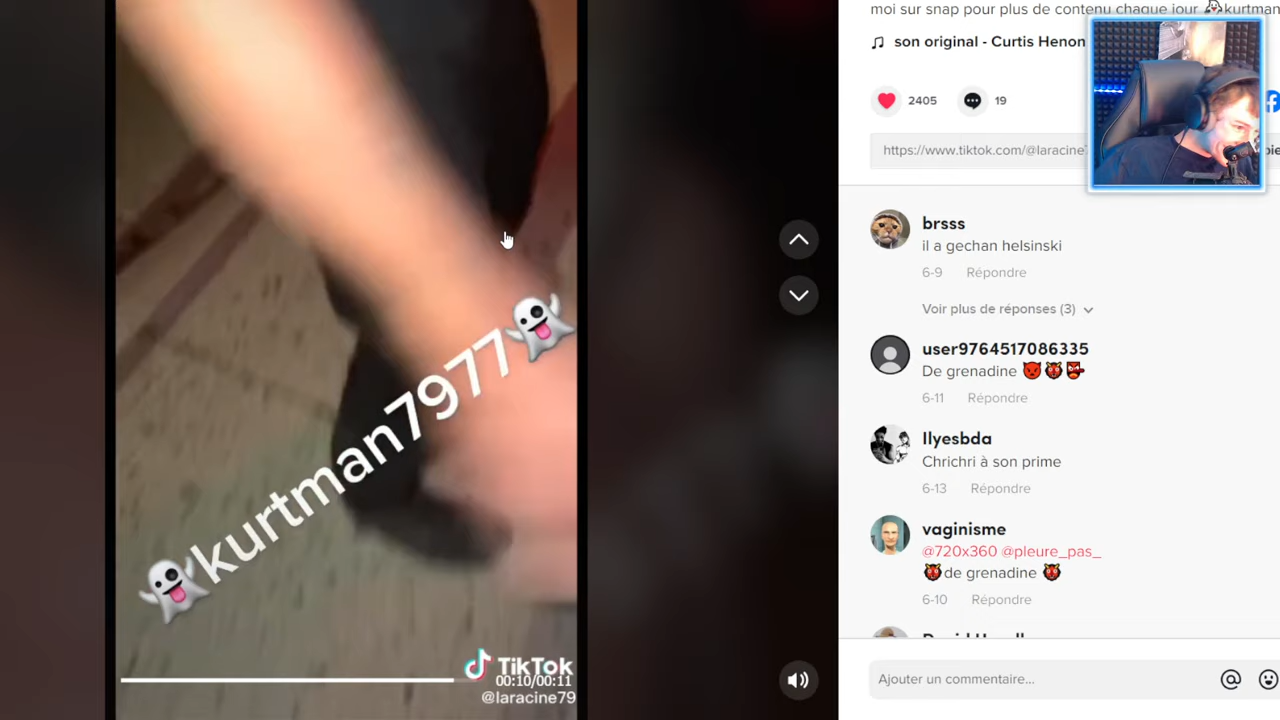 kurtman7977
TikTok
00:10/00:11
@laracine79
moi sur snap pour plus de contenu chaque jour kurtman
son original - Curtis Henon
2405
19
https://www.tiktok.com/@laracine7
brsss
il a gechan helsinski
6-9 Répondre
Voir plus de réponses (3)
user9764517086335
De grenadine 😈👹👺
6-11 Répondre
Ilyesbda
Chrichri à son prime
6-13 Répondre
vaginisme
@720x360 @pleure_pas_
👹de grenadine 👹
6-10 Répondre
Ajouter un commentaire...